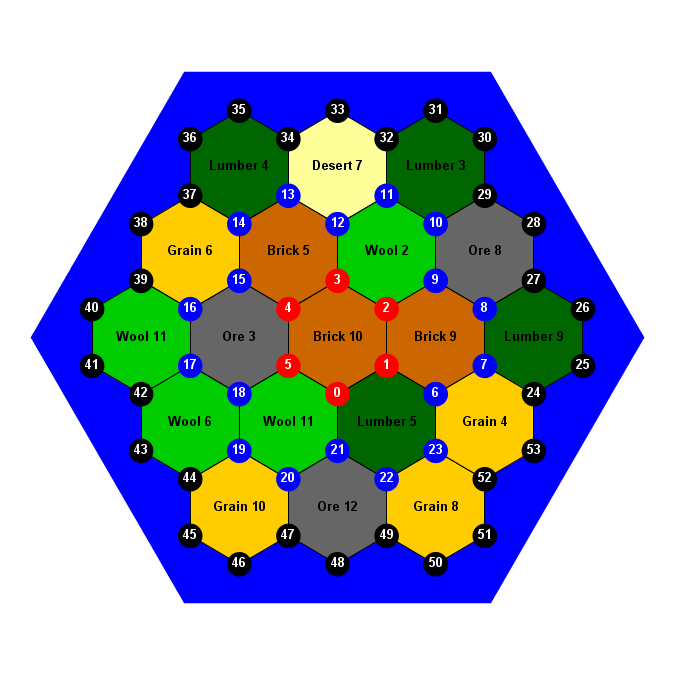 35 33 31
36 34 32 30
Lumber 4 Desert 7 Lumber 3
37 13 11 29
38 14 12 10 28
Grain 6 Brick 5 Wool 2 Ore 8
39 15 3 9 27
40 16 4 2 8 26
Wool 11 Ore 3 Brick 10 Brick 9 Lumber 9
41 17 5 1 7 25
42 18 0 6 24
Wool 6 Wool 11 Lumber 5 Grain 4
43 19 21 23 53
44 20 22 52
Grain 10 Ore 12 Grain 8
45 47 49 51
46 48 50